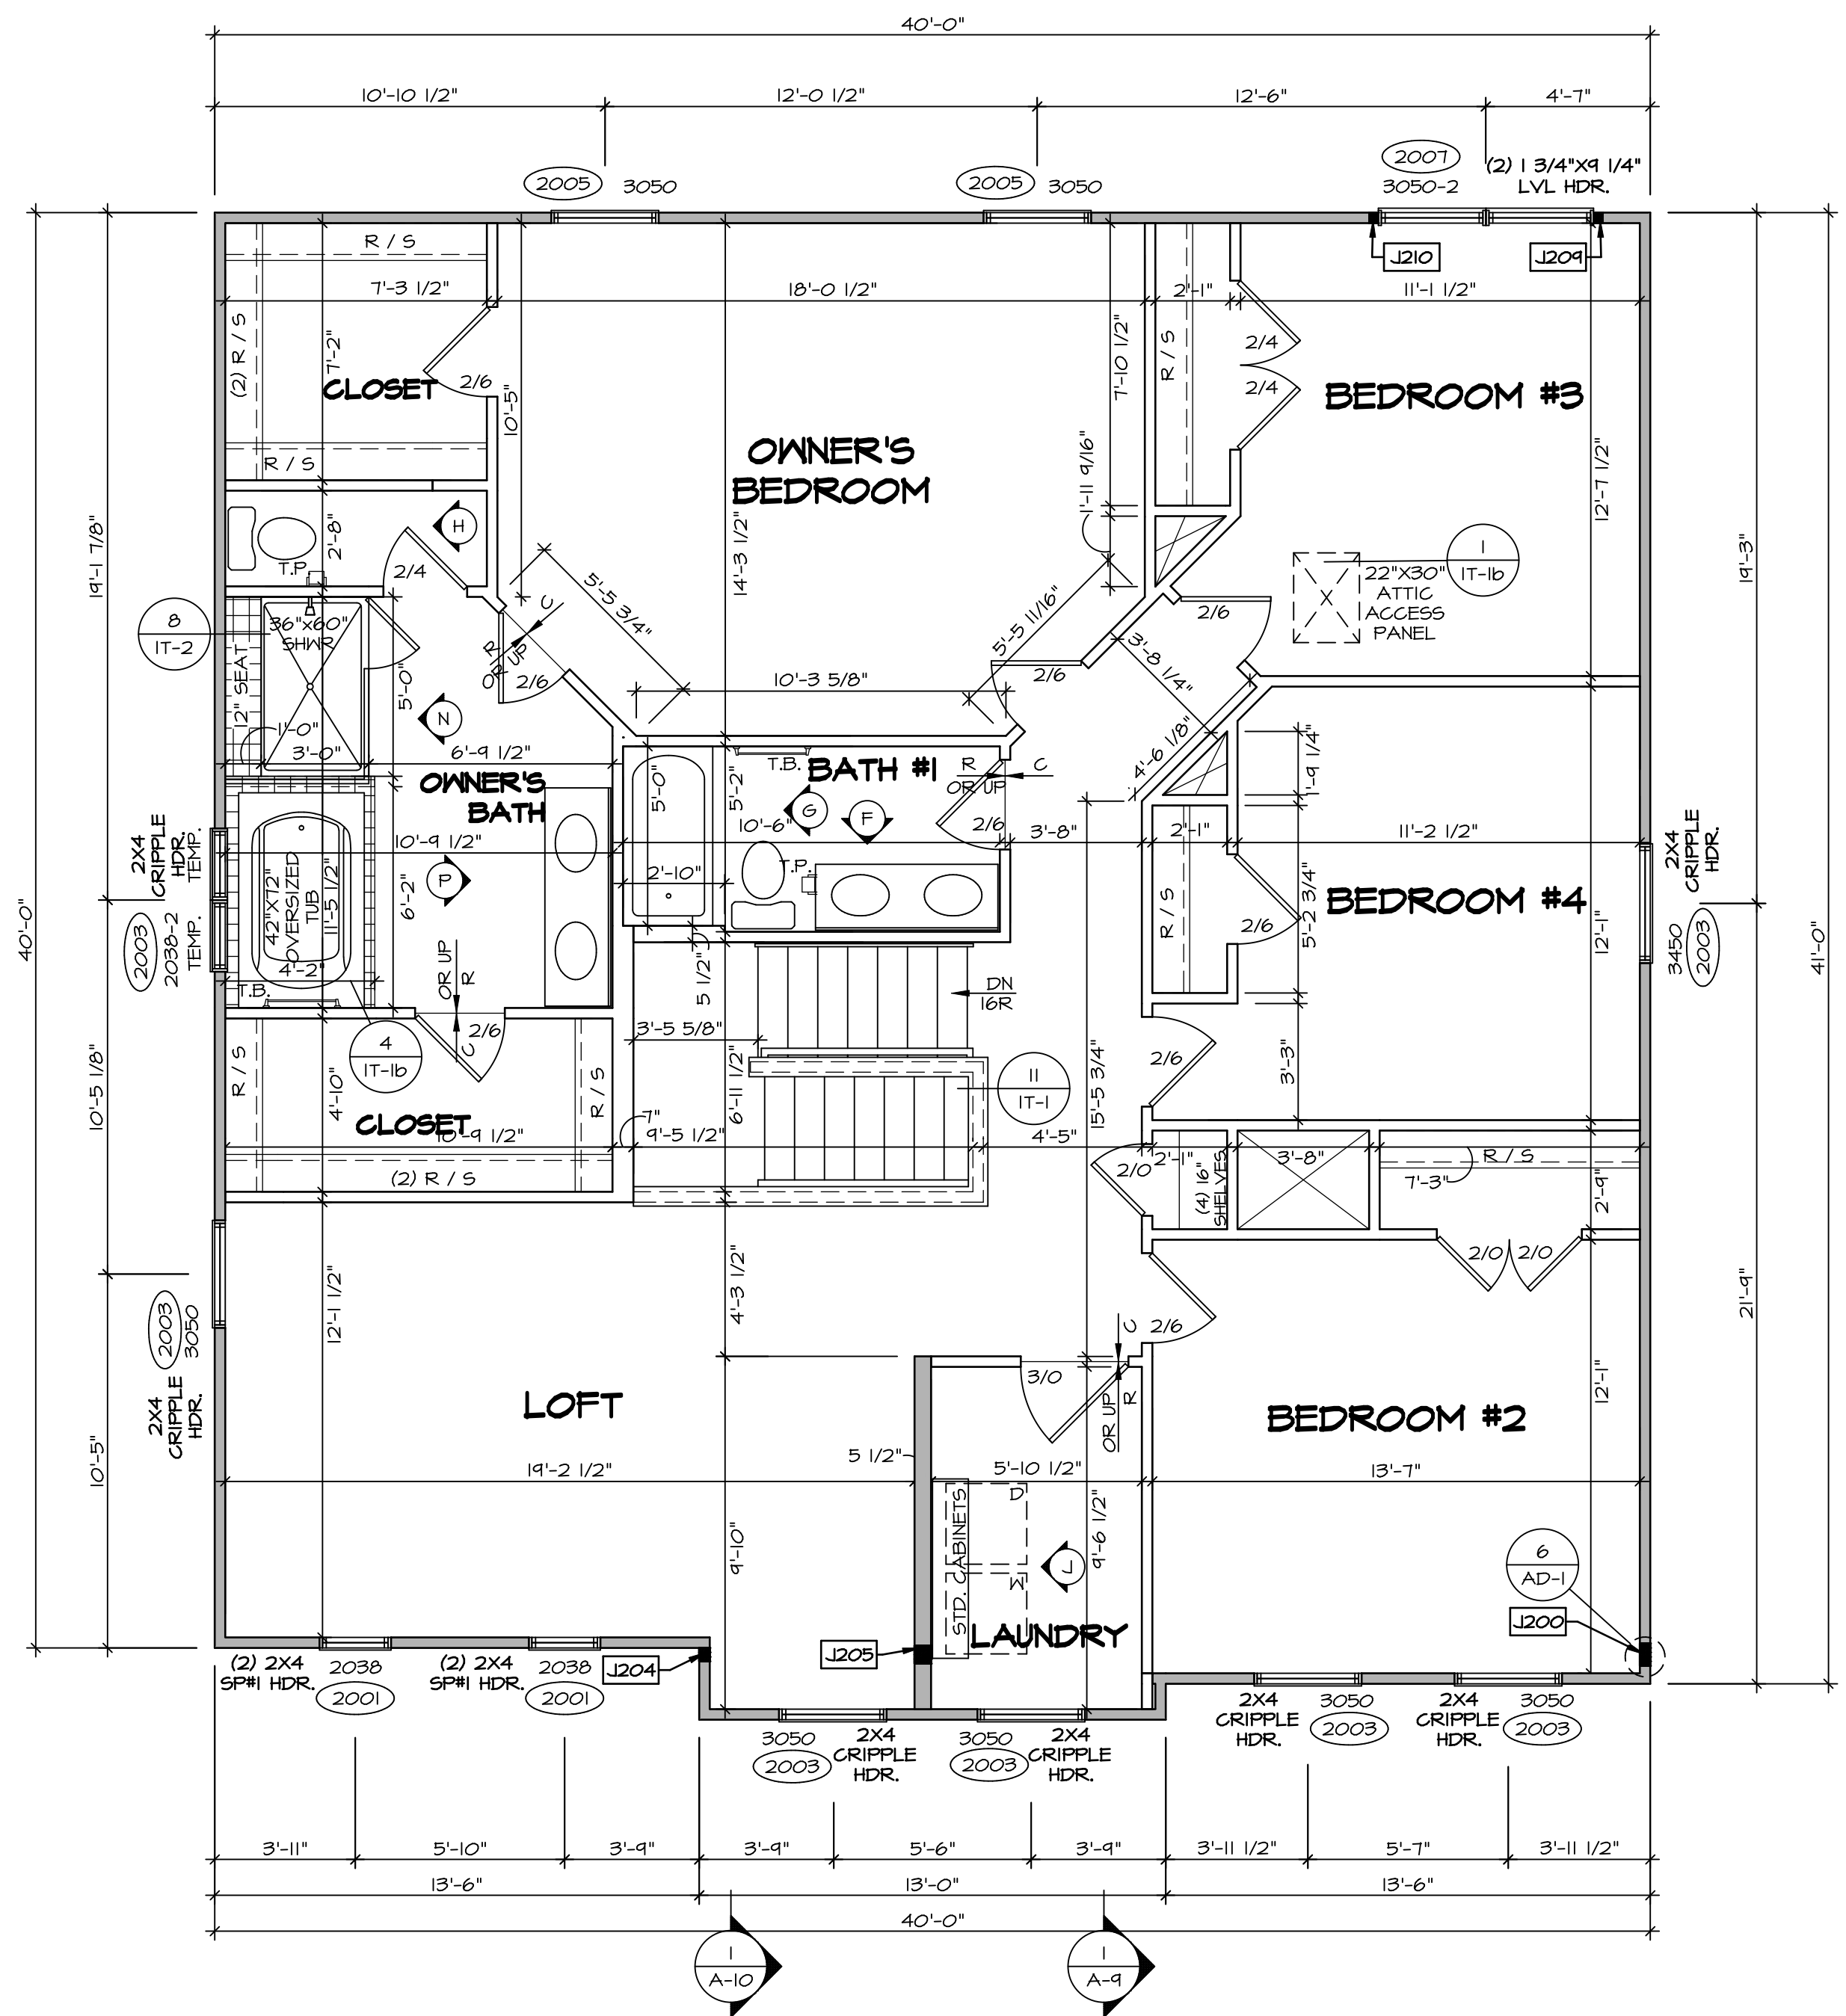 40'-0"
10'-10 1/2"
12'-0 1/2"
12'-6"
4'-7"
2005
3050
2005
3050
2007
3050-2
(2) 1 3/4"X9 1/4"
LVL HDR.
J210
J209
R / S
7'-3 1/2"
18'-0 1/2"
2'-1"
11'-1 1/2"
(2) R / S
7'-2"
CLOSET
2/6
10'-5"
R / S
7'-10 1/2"
R / S
2/4
2/4
BEDROOM #3
OWNER'S
BEDROOM
14'-3 1/2"
1'-11 9/16"
12'-7 1/2"
19'-1 7/8"
19'-3"
H
2'-8"
T.P.
2/4
5'-5 3/4"
5'-5 11/16"
1
IT-1b
22"X30"
ATTIC
ACCESS
PANEL
8
IT-2
36"x60"
SHWR
12" SEAT
C
R
OR UP
2/6
2/6
2/6
3'-8 1/4"
5'-0"
10'-3 5/8"
N
1'-0"
3'-0"
6'-9 1/2"
4'-6 1/8"
1'-9 1/4"
OWNER'S
BATH
5'-0"
5'-2"
T.B.
BATH #1
R
C
OR UP
G
F
10'-6"
2/6
3'-8"
2'-1"
11'-2 1/2"
2X4
CRIPPLE
HDR.
TEMP.
10'-9 1/2"
P
6'-2"
42"X72"
OVERSIZED
TUB
11'-5 1/2"
2'-10"
T.P.
R / S
2/6
5'-2 3/4"
BEDROOM #4
12'-1"
2X4
CRIPPLE
HDR.
3450
2003
40'-0"
41'-0"
2003
2038-2
TEMP.
4'-2"
T.B.
OR UP
R
C
2/6
5 1/2"
DN
16R
3'-5 5/8"
4
IT-1b
R / S
4'-10"
CLOSET
R / S
6'-11 1/2"
11
IT-1
15'-5 3/4"
2/6
3'-3"
10'-5 1/8"
10'-9 1/2"
7"
9'-5 1/2"
4'-5"
(2) R / S
2/0
2'-1"
(4) 16"
SHELVES
3'-8"
R / S
7'-3"
2'-9"
2/0
2/0
21'-9"
2003
3050
2X4
CRIPPLE
HDR.
12'-1 1/2"
4'-3 1/2"
2/6
C
3/0
OR UP
R
12'-1"
LOFT
BEDROOM #2
10'-5"
5 1/2"
19'-2 1/2"
5'-10 1/2"
13'-7"
9'-10"
STD. CABINETS
D
W
L
9'-6 1/2"
LAUNDRY
6
AD-1
J200
J205
J204
(2) 2X4
SP#1 HDR.
2038
2001
(2) 2X4
SP#1 HDR.
2038
2001
3050
2003
2X4
CRIPPLE
HDR.
3050
2003
2X4
CRIPPLE
HDR.
2X4
CRIPPLE
HDR.
3050
2003
2X4
CRIPPLE
HDR.
3050
2003
3'-11"
5'-10"
3'-9"
3'-9"
5'-6"
3'-9"
3'-11 1/2"
5'-7"
3'-11 1/2"
13'-6"
13'-0"
13'-6"
40'-0"
1
A-10
1
A-9